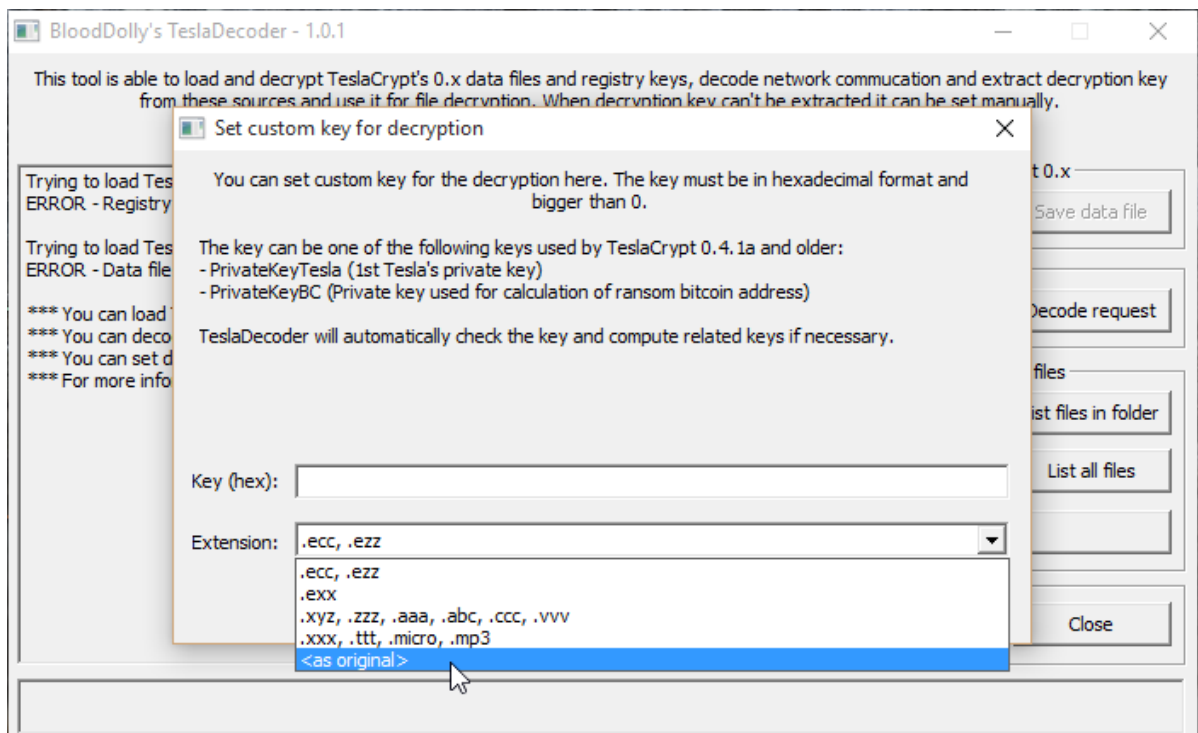 BloodDolly's TeslaDecoder - 1.0.1
This tool is able to load and decrypt TeslaCrypt's 0.x data files and registry keys, decode network commucation and extract decryption key
from these sources and use it for file decryption. When decryption key can't be extracted it can be set manually.
Set custom key for decryption
You can set custom key for the decryption here. The key must be in hexadecimal format and
bigger than 0.
The key can be one of the following keys used by TeslaCrypt 0.4.1a and older:
- PrivateKeyTesla (1st Tesla's private key)
- PrivateKeyBC (Private key used for calculation of ransom bitcoin address)
TeslaDecoder will automatically check the key and compute related keys if necessary.
Key (hex):
Extension: .ecc, .ezz
.ecc, .ezz
.exx
.xyz, .zzz, .aaa, .abc, .ccc, .vvv
.xxx, .ttt, .micro, .mp3
<as original>
Trying to load Tes
ERROR - Registry
Trying to load Tes
ERROR - Data file
*** You can load
*** You can deco
*** You can set d
*** For more info
t 0.x
Save data file
Decode request
files
ist files in folder
List all files
Close